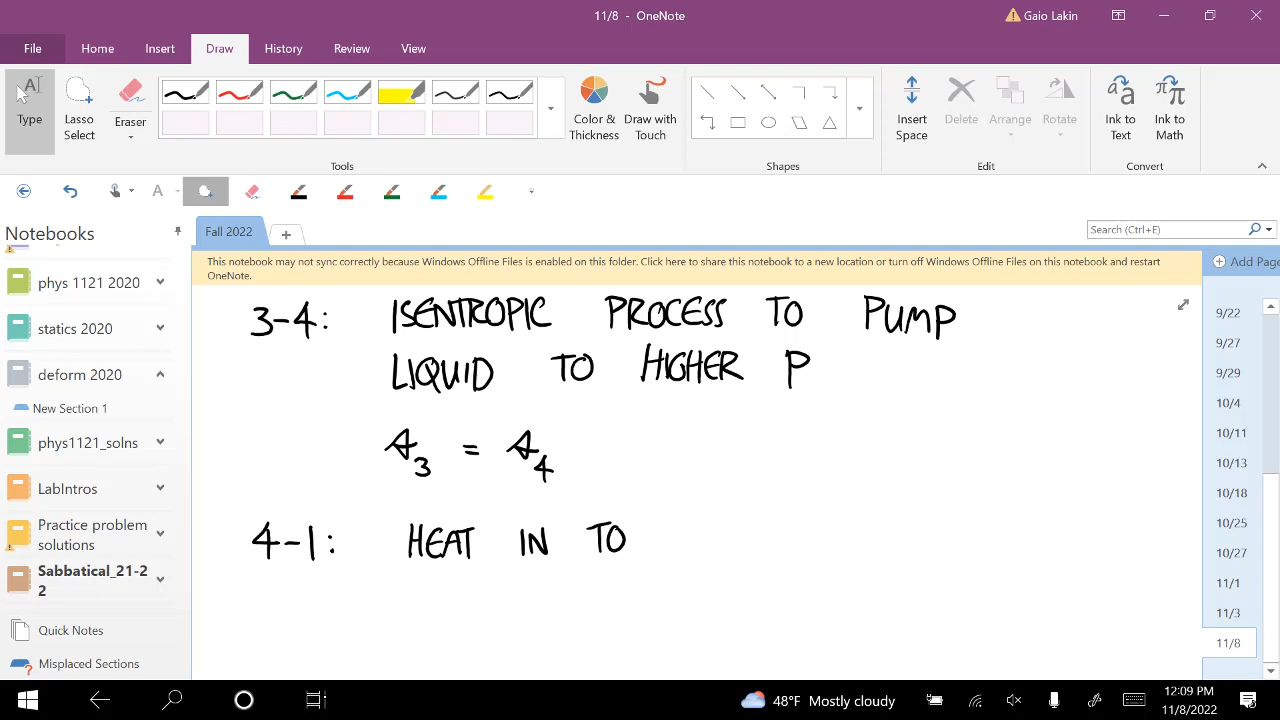 11/8 - OneNote
Gaio Lakin
File Home Insert Draw History Review View
Type
Lasso Select
Eraser
Color & Thickness
Draw with Touch
Insert Space
Delete
Arrange
Rotate
Ink to Text
Ink to Math
Tools
Shapes
Edit
Convert
A
Notebooks
Fall 2022
Search (Ctrl+E)
This notebook may not sync correctly because Windows Offline Files is enabled on this folder. Click here to share this notebook to a new location or turn off Windows Offline Files on this notebook and restart
OneNote.
Add Page
phys 1121 2020
statics 2020
deform 2020
New Section 1
phys1121_solns
LabIntros
Practice problem
solutions
Sabbatical_21-2
2
Quick Notes
Misplaced Sections
3-4: ISENTROPIC PROCESS TO PUMP
LIQUID TO HIGHER P
s3 = s4
4-1: HEAT IN TO
9/22
9/27
9/29
10/4
10/11
10/13
10/18
10/25
10/27
11/1
11/3
11/8
48°F Mostly cloudy
12:09 PM
11/8/2022